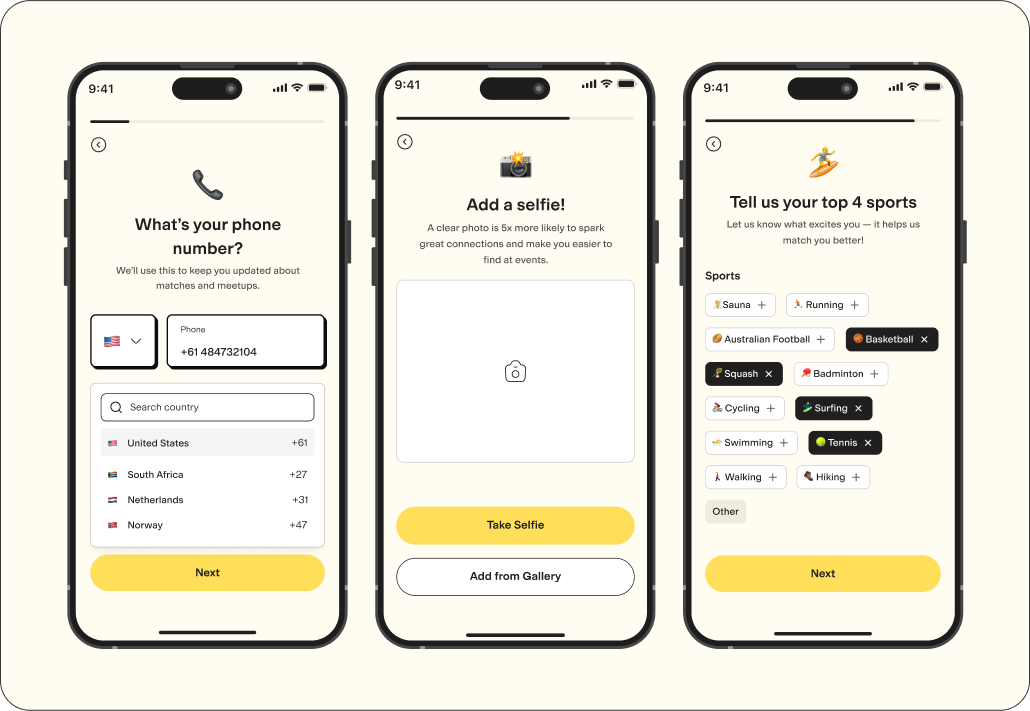 9:41
What's your phone
number?
We'll use this to keep you updated about
matches and meetups.
Phone
+61 484732104
Search country
United States +61
South Africa +27
Netherlands +31
Norway +47
Next
9:41
Add a selfie!
A clear photo is 5x more likely to spark
great connections and make you easier to
find at events.
Take Selfie
Add from Gallery
9:41
Tell us your top 4 sports
Let us know what excites you — it helps us
match you better!
Sports
Sauna + Running +
Australian Football + Basketball ×
Squash × Badminton +
Cycling + Surfing ×
Swimming + Tennis ×
Walking + Hiking +
Other
Next